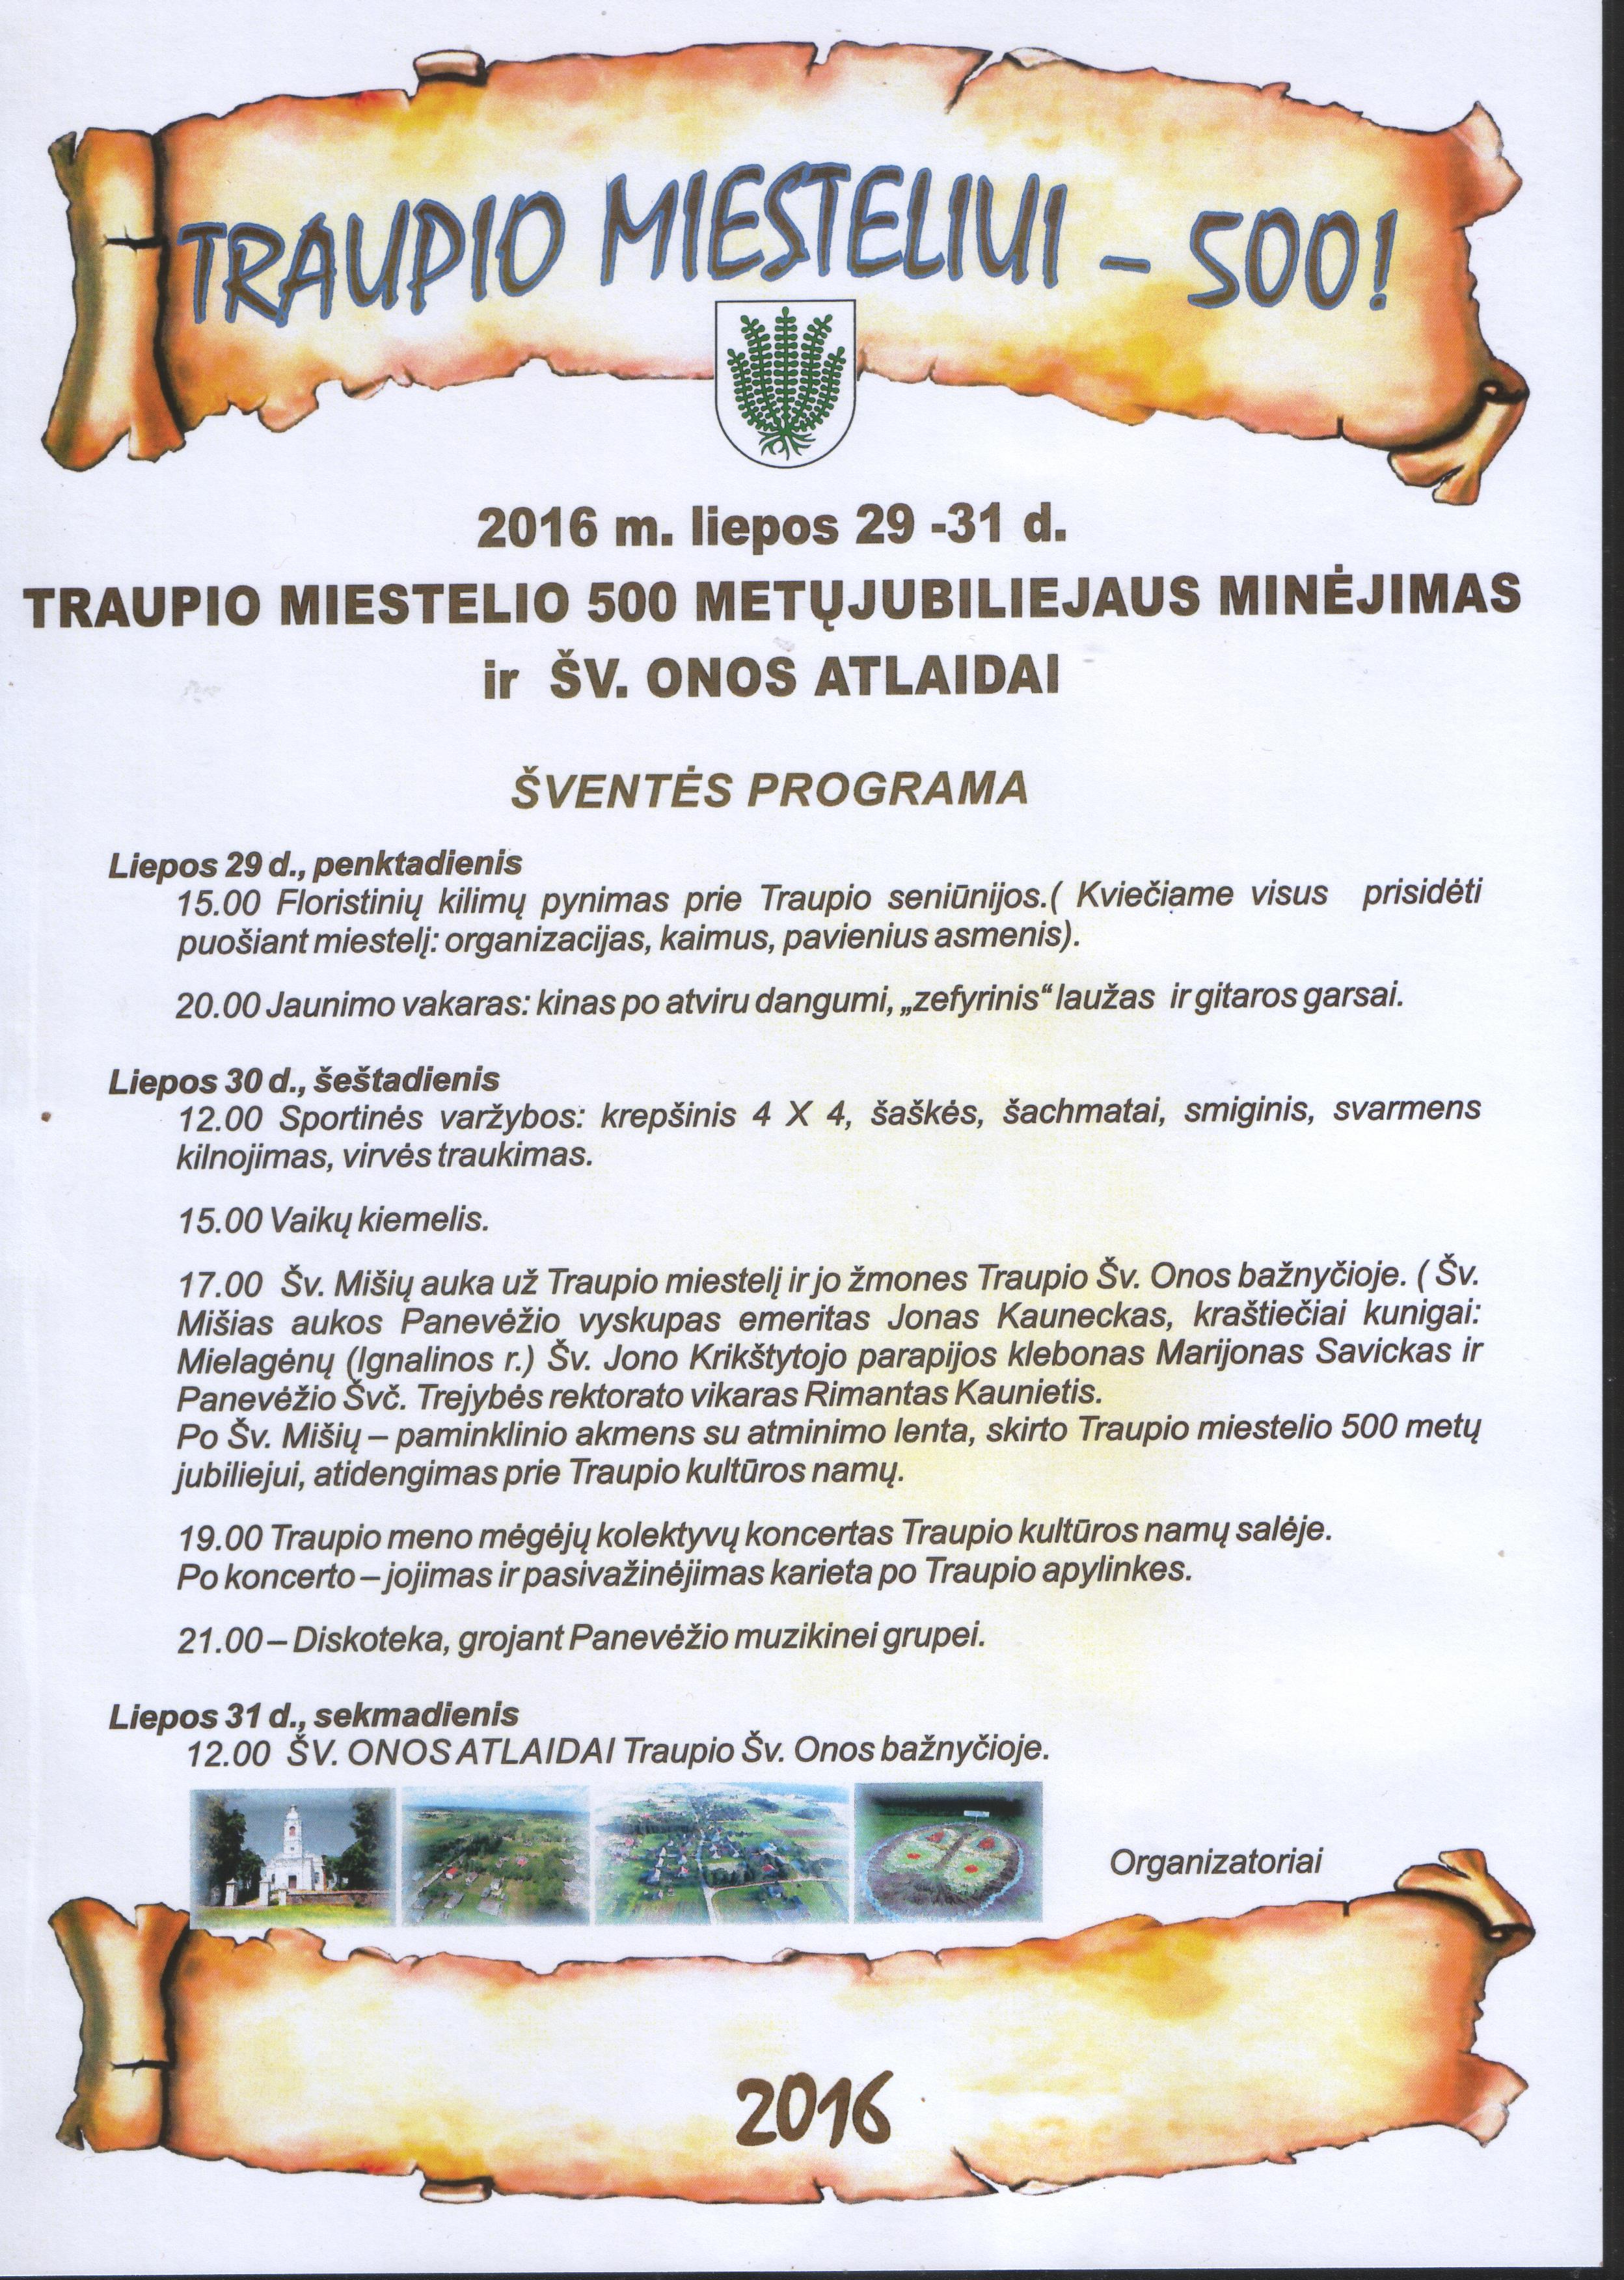 TRAUPIO MIESTELIUI – 500!
2016 m. liepos 29 -31 d.
TRAUPIO MIESTELIO 500 METŲJUBILIEJAUS MINĖJIMAS
ir ŠV. ONOS ATLAIDAI
ŠVENTĖS PROGRAMA
Liepos 29 d., penktadienis
15.00 Floristinių kilimų pynimas prie Traupio seniūnijos.( Kviečiame visus prisidėti
puošiant miestelį: organizacijas, kaimus, pavienius asmenis).
20.00 Jaunimo vakaras: kinas po atviru dangumi, „zefyrinis“ laužas ir gitaros garsai.
Liepos 30 d., šeštadienis
12.00 Sportinės varžybos: krepšinis 4 X 4, šaškės, šachmatai, smiginis, svarmens
kilnojimas, virvės traukimas.
15.00 Vaikų kiemelis.
17.00 Šv. Mišių auka už Traupio miestelį ir jo žmones Traupio Šv. Onos bažnyčioje. ( Šv.
Mišias aukos Panevėžio vyskupas emeritas Jonas Kauneckas, kraštiečiai kunigai:
Mielagėnų (Ignalinos r.) Šv. Jono Krikštytojo parapijos klebonas Marijonas Savickas ir
Panevėžio Švč. Trejybės rektorato vikaras Rimantas Kaunietis.
Po Šv. Mišių – paminklinio akmens su atminimo lenta, skirto Traupio miestelio 500 metų
jubiliejui, atidengimas prie Traupio kultūros namų.
19.00 Traupio meno mėgėjų kolektyvų koncertas Traupio kultūros namų salėje.
Po koncerto – jojimas ir pasivažinėjimas karieta po Traupio apylinkes.
21.00 – Diskoteka, grojant Panevėžio muzikinei grupei.
Liepos 31 d., sekmadienis
12.00 ŠV. ONOS ATLAIDAI Traupio Šv. Onos bažnyčioje.
Organizatoriai
2016